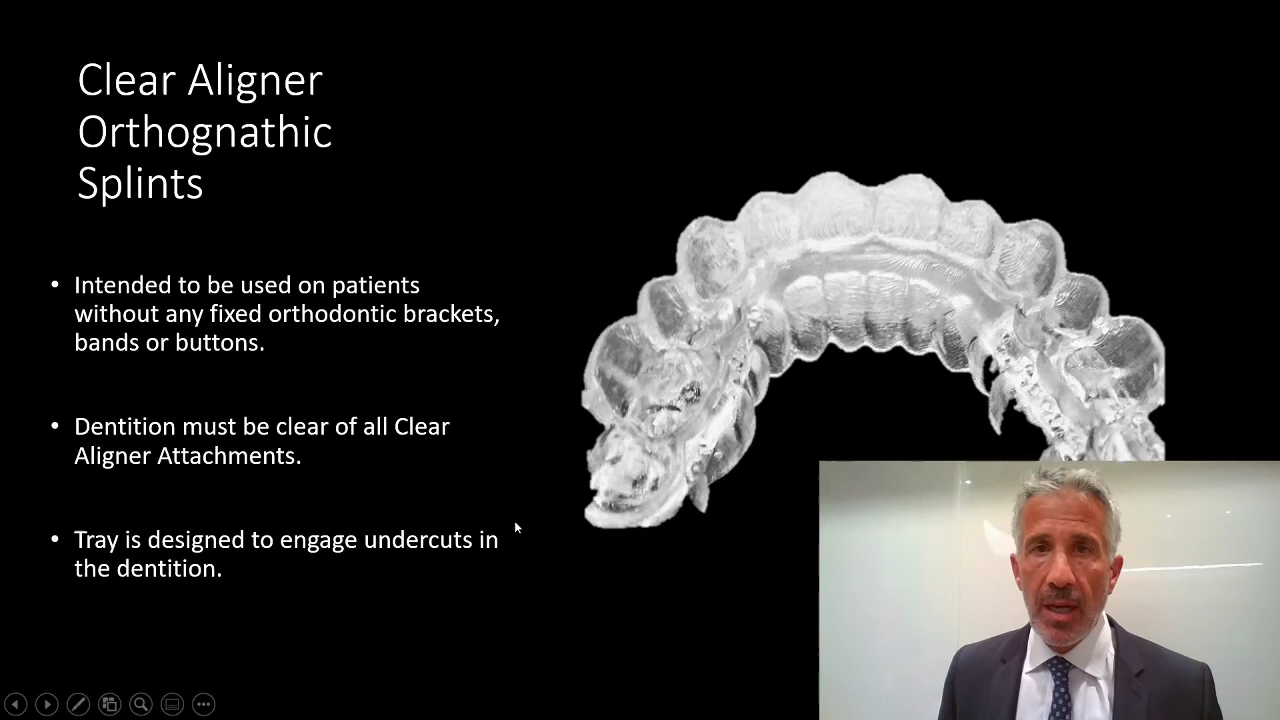 Clear Aligner
Orthognathic
Splints
• Intended to be used on patients
without any fixed orthodontic brackets,
bands or buttons.
• Dentition must be clear of all Clear
Aligner Attachments.
• Tray is designed to engage undercuts in
the dentition.